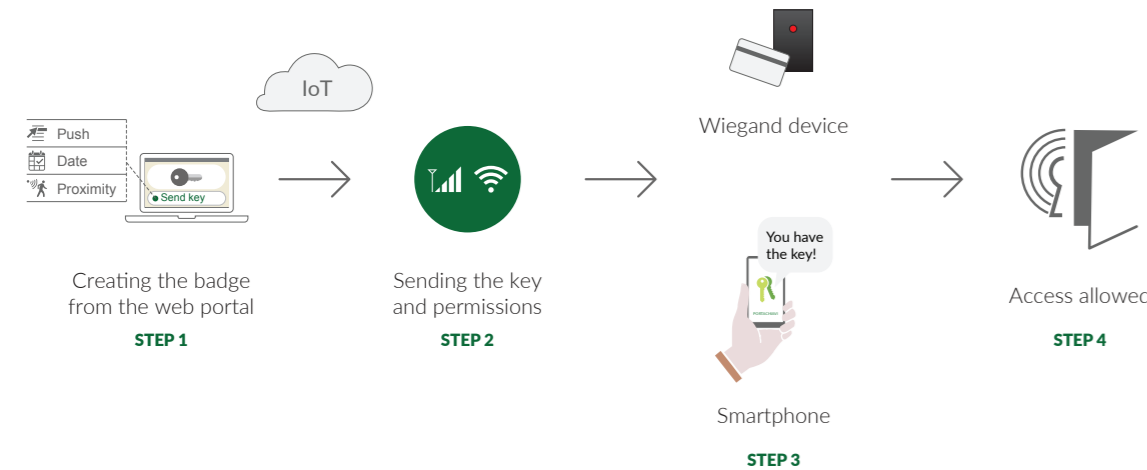 IoT
Push
Date
Proximity
Send key
Creating the badge
from the web portal
STEP 1
Sending the key
and permissions
STEP 2
Wiegand device
You have
the key!
Smartphone
STEP 3
Access allowed
STEP 4